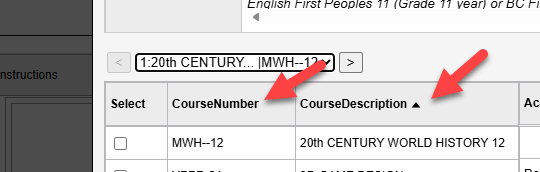 English First Peoples 11 (Grade 11 year) or BC Fi
◄
< 1:20th CENTURY... |MWH--12 >
nstructions
Select CourseNumber CourseDescription ▲ Aca
MWH--12 20th CENTURY WORLD HISTORY 12